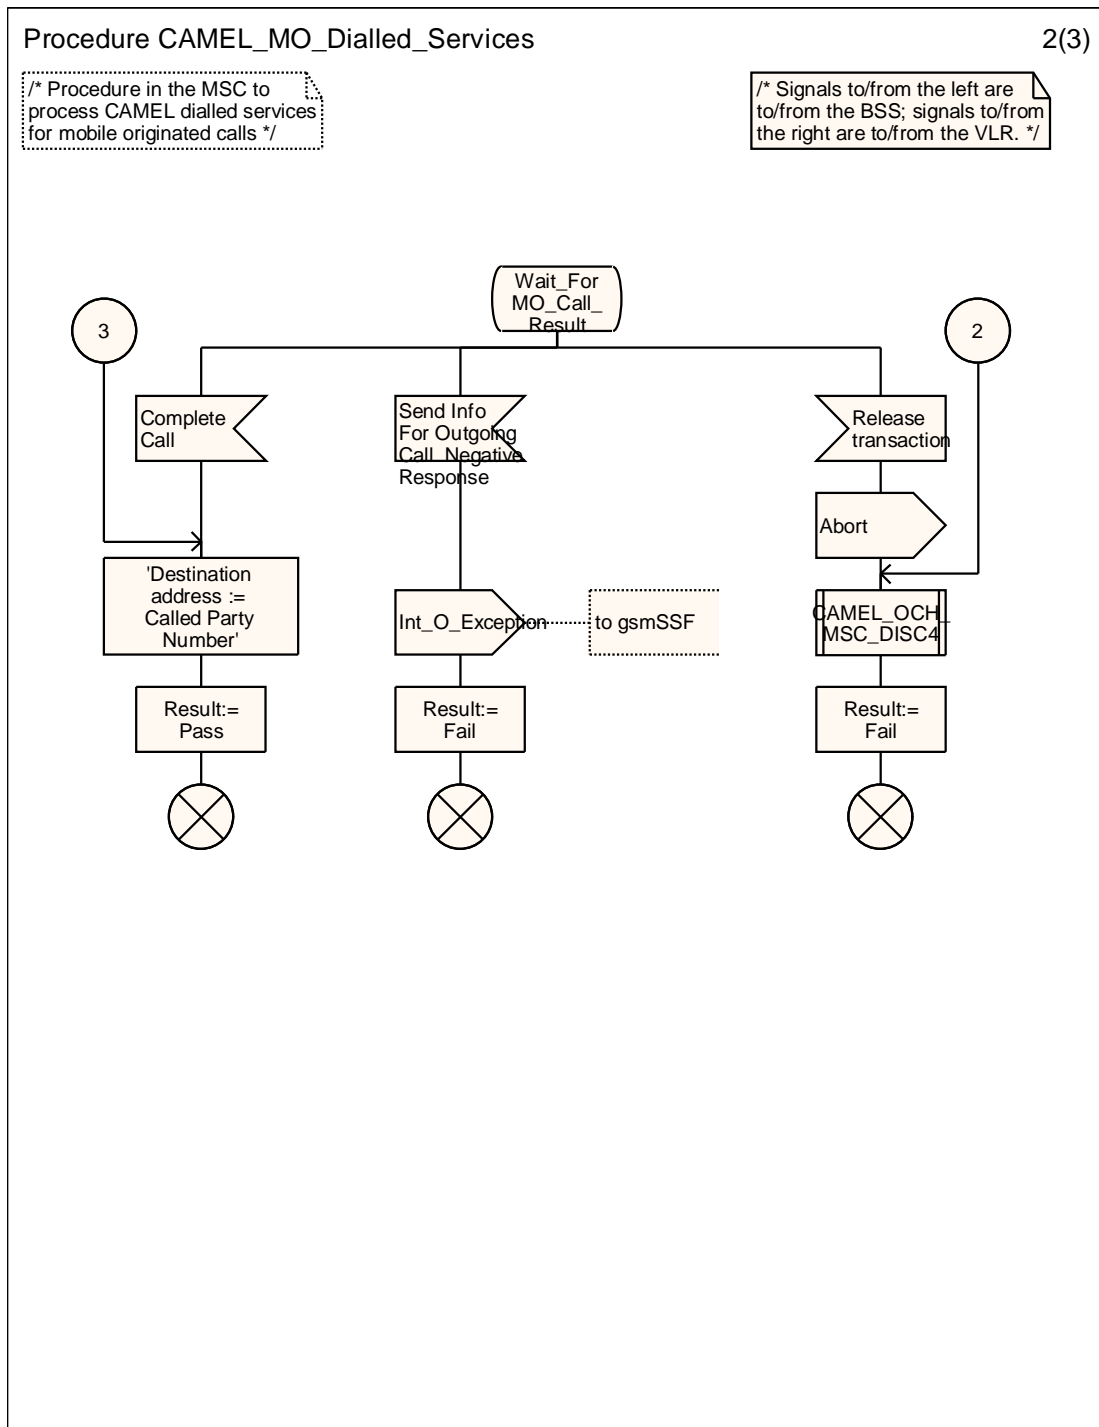 Procedure CAMEL_MO_Dialled_Services
2(3)
/* Procedure in the MSC to
process CAMEL dialled services
for mobile originated calls */
/* Signals to/from the left are
to/from the BSS; signals to/from
the right are to/from the VLR. */
Wait_For
MO_Call_
Result
3
2
Complete
Call
Send Info
For Outgoing
Call Negative
Response
Release
transaction
Abort
'Destination
address :=
Called Party
Number'
Int_O_Exception
to gsmSSF
CAMEL_OCH_
MSC_DISC4
Result:=
Pass
Result:=
Fail
Result:=
Fail